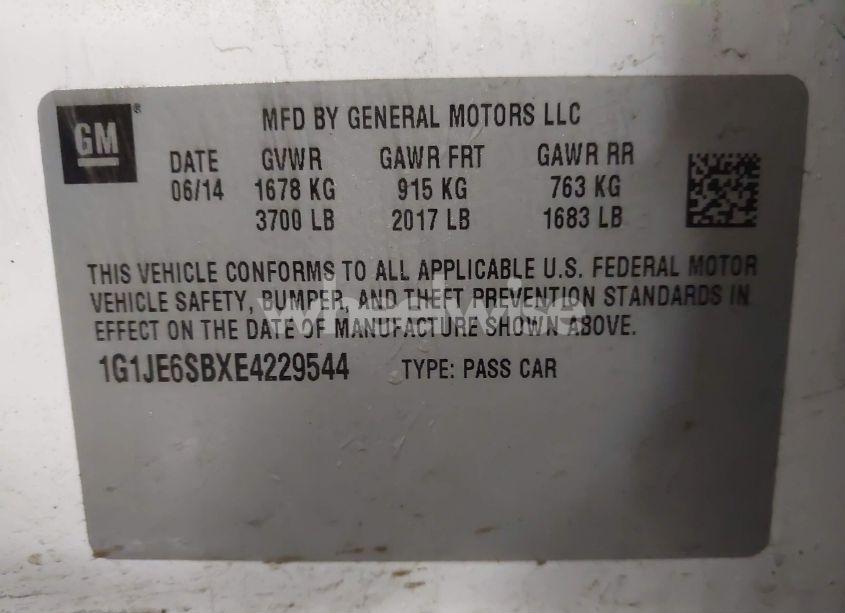 GM®
MFD BY GENERAL MOTORS LLC
DATE GVWR GAWR FRT GAWR RR
06/14 1678 KG 915 KG 763 KG
3700 LB 2017 LB 1683 LB
THIS VEHICLE CONFORMS TO ALL APPLICABLE U.S. FEDERAL MOTOR
VEHICLE SAFETY, BUMPER, AND THEFT PREVENTION STANDARDS IN
EFFECT ON THE DATE OF MANUFACTURE SHOWN ABOVE.
wheelwise
1G1JE6SBXE4229544 TYPE: PASS CAR